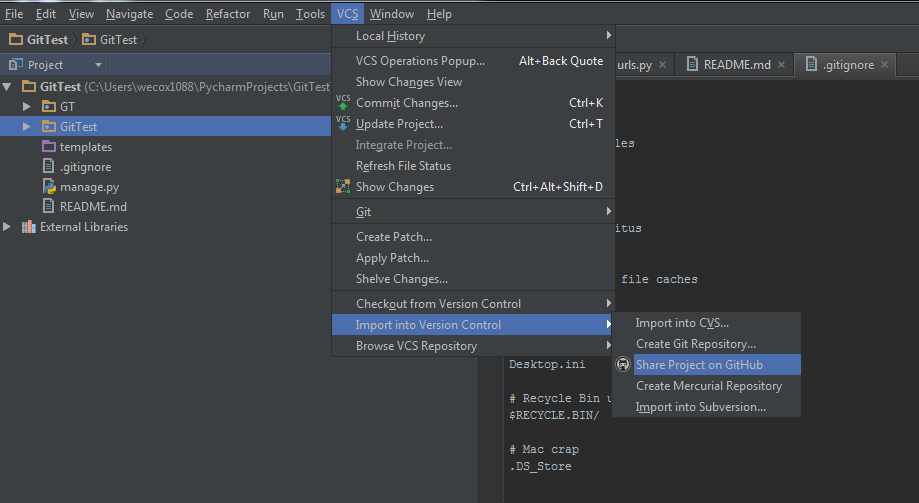 File Edit View Navigate Code Refactor Run Tools VCS Window Help
GitTest GitTest
Project
GitTest (C:\Users\wecox1088\PycharmProjects\GitTest
GT
GitTest
templates
.gitignore
manage.py
README.md
External Libraries
Local History
VCS Operations Popup... Alt+Back Quote
Show Changes View
VCS Commit Changes... Ctrl+K
VCS Update Project... Ctrl+T
Integrate Project...
Refresh File Status
Show Changes Ctrl+Alt+Shift+D
Git
Create Patch...
Apply Patch...
Shelve Changes...
Checkout from Version Control
Import into Version Control
Browse VCS Repository
Import into CVS...
Create Git Repository...
Share Project on GitHub
Create Mercurial Repository
Import into Subversion...
urls.py README.md .gitignore
les
itus
file caches
Desktop.ini
# Recycle Bin u
$RECYCLE.BIN/
# Mac crap
.DS_Store